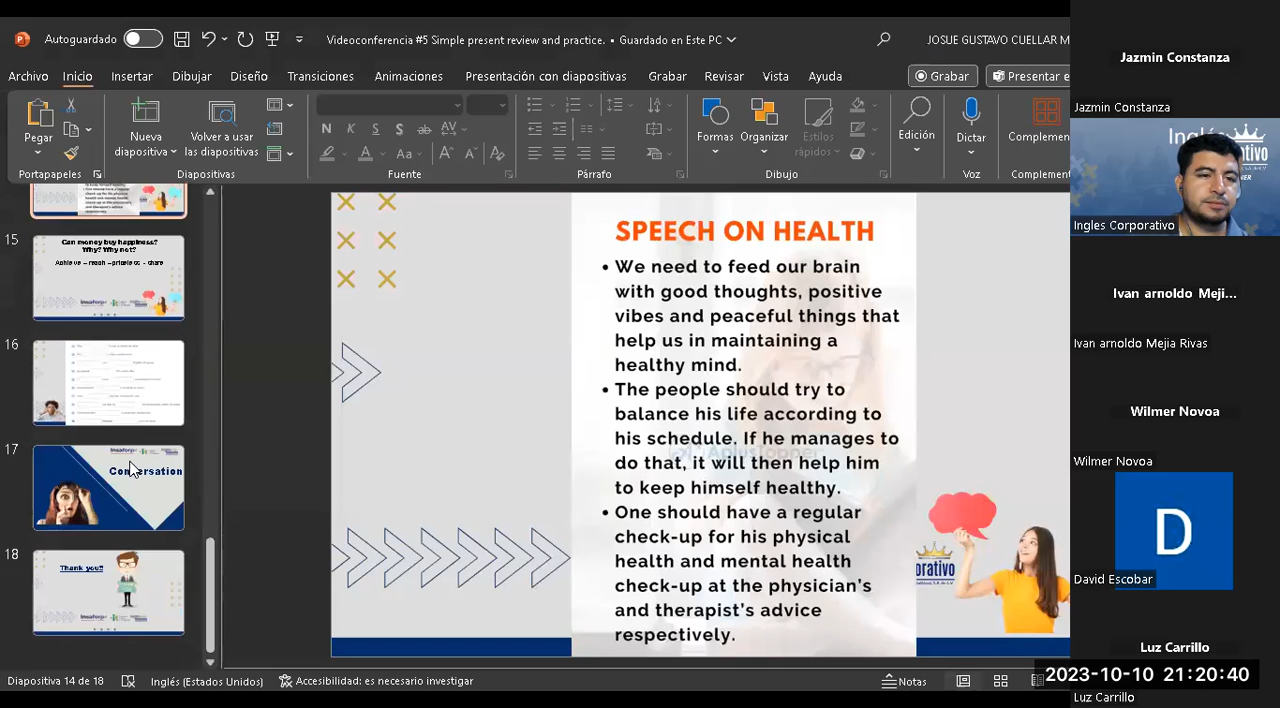 Autoguardado
Videoconferencia #5 Simple present review and practice. • Guardado en Este PC
JOSUE GUSTAVO CUELLAR M
Archivo Inicio Insertar Dibujar Diseño Transiciones Animaciones Presentación con diapositivas Grabar Revisar Vista Ayuda
Grabar
Presentar e
Pegar
Nueva diapositiva
Volver a usar las diapositivas
Formas
Organizar
Estilos rápidos
Edición
Dictar
Complemen
Portapapeles
Diapositivas
Fuente
Párrafo
Dibujo
Voz
Complement
15
Can money buy happiness?
Why? Why not?
16
17
Conversation
18
Thank you!!
SPEECH ON HEALTH
• We need to feed our brain
with good thoughts, positive
vibes and peaceful things that
help us in maintaining a
healthy mind.
• The people should try to
balance his life according to
his schedule. If he manages to
do that, it will then help him
to keep himself healthy.
• One should have a regular
check-up for his physical
health and mental health
check-up at the physician's
and therapist's advice
respectively.
AplusTopper
orativo
Jazmin Constanza
Jazmin Constanza
Ingles Corporativo
Ivan arnoldo Meji...
Ivan arnoldo Mejia Rivas
Wilmer Novoa
Wilmer Novoa
D
David Escobar
Luz Carrillo
2023-10-10 21:20:40
Luz Carrillo
Diapositiva 14 de 18
Inglés (Estados Unidos)
Accesibilidad: es necesario investigar
Notas